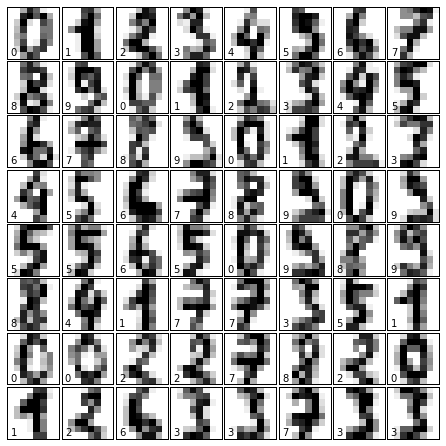 0 1 2 3 4 5 6 7
8 9 0 1 2 3 4 5
6 7 8 9 0 1 2 3
4 5 6 7 8 9 0 9
5 5 6 5 0 9 8 9
8 4 1 7 7 3 5 1
0 0 2 2 7 8 2 0
1 2 6 3 3 7 3 3